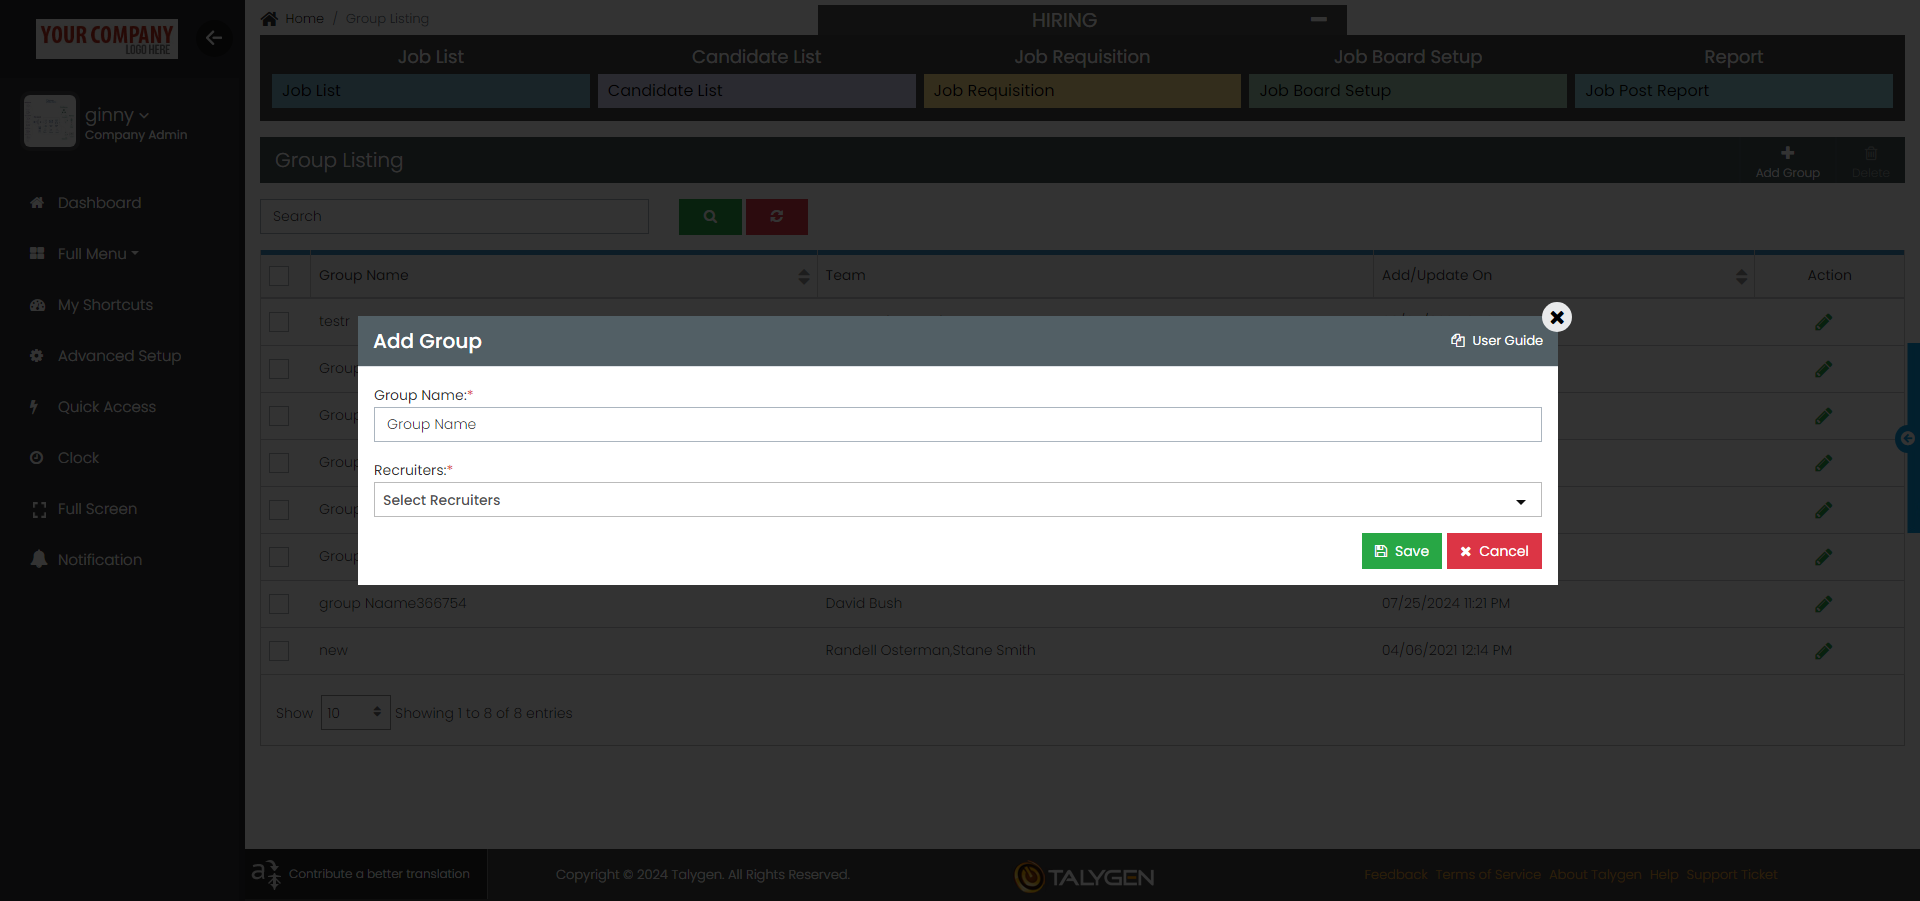 YOUR COMPANY
LOGO HERE
ginny
Company Admin
Dashboard
Full Menu
My Shortcuts
Advanced Setup
Quick Access
Clock
Full Screen
Notification
Home / Group Listing
HIRING
Job List
Candidate List
Job Requisition
Job Board Setup
Report
Job List
Candidate List
Job Requisition
Job Board Setup
Job Post Report
Group Listing
Add Group
Delete
Search
Group Name
Team
Add/Update On
Action
testr
Add Group
User Guide
Group Name:*
Group Name
Recruiters:*
Select Recruiters
Save
Cancel
Grou
Grou
Grou
Grou
Grou
group Naame366754
David Bush
07/25/2024 11:21 PM
new
Randell Osterman,Stane Smith
04/06/2021 12:14 PM
Show 10 Showing 1 to 8 of 8 entries
Contribute a better translation
Copyright © 2024 Talygen. All Rights Reserved.
TALYGEN
Feedback Terms of Service About Talygen Help Support Ticket